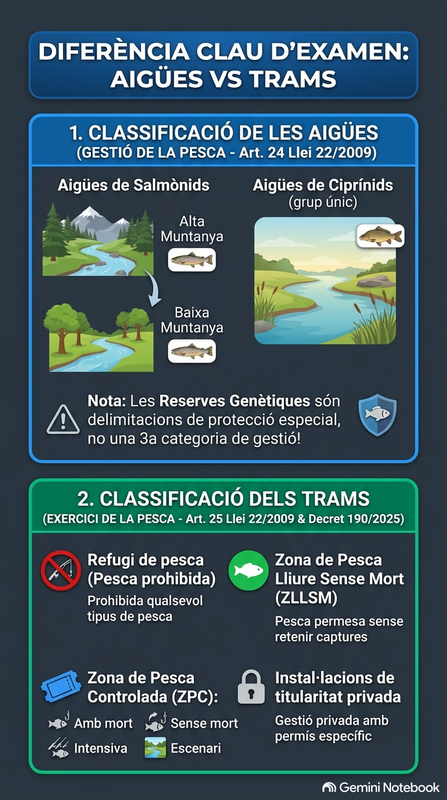 DIFERÈNCIA CLAU D'EXAMEN:
AIGÜES VS TRAMS
1. CLASSIFICACIÓ DE LES AIGÜES
(GESTIÓ DE LA PESCA - Art. 24 Llei 22/2009)
Aigües de Salmònids
Alta
Muntanya
Baixa
Muntanya
Aigües de Ciprínids
(grup únic)
Nota: Les Reserves Genètiques són
delimitacions de protecció especial,
no una 3a categoria de gestió!
2. CLASSIFICACIÓ DELS TRAMS
(EXERCICI DE LA PESCA - Art. 25 Llei 22/2009 & Decret 190/2025)
Refugi de pesca
(Pesca prohibida)
Prohibida qualsevol
tipus de pesca
Zona de Pesca
Lliure Sense Mort
(ZLLSM)
Pesca permesa sense
retenir captures
Zona de Pesca
Controlada (ZPC):
Amb mort
Sense mort
Intensiva
Escenari
Instal·lacions de
titularitat privada
Gestió privada amb
permís específic
Gemini Notebook